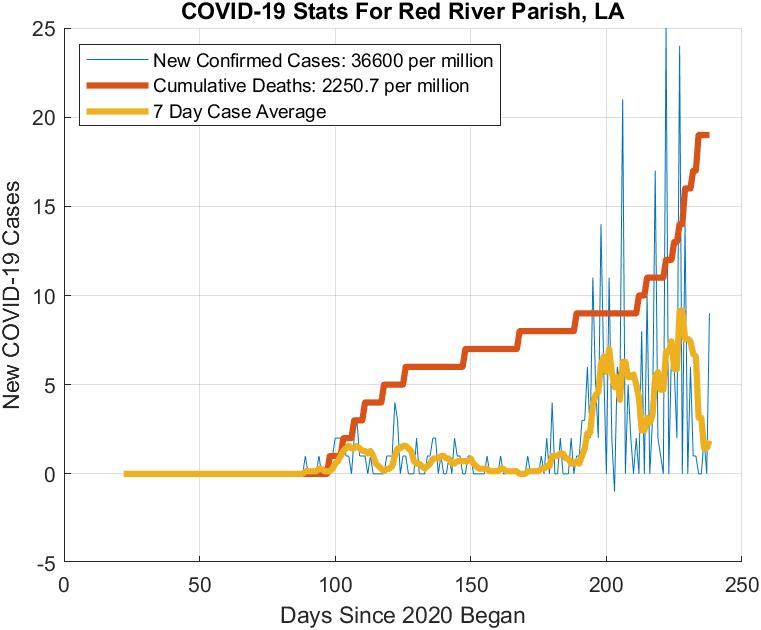 COVID-19 Stats For Red River Parish, LA
New Confirmed Cases: 36600 per million
Cumulative Deaths: 2250.7 per million
7 Day Case Average
25
20
15
10
5
0
-5
New COVID-19 Cases
0 50 100 150 200 250
Days Since 2020 Began